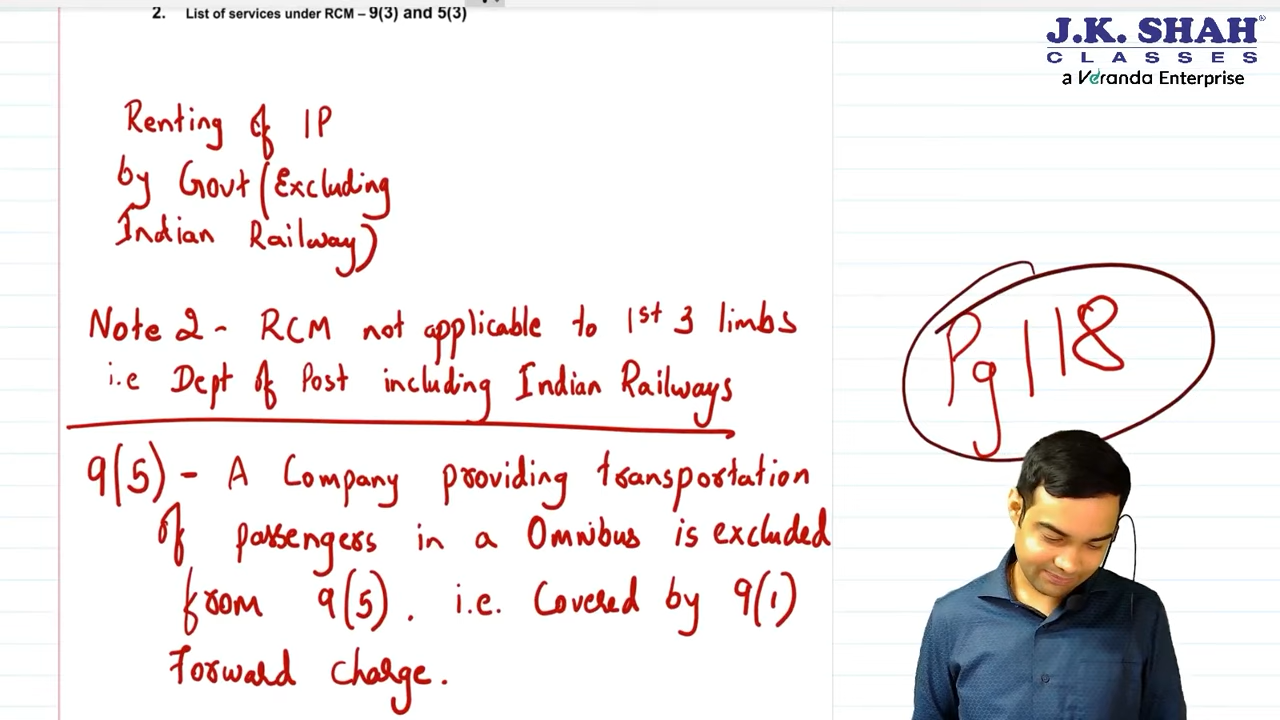 2. List of services under RCM – 9(3) and 5(3)
J.K. SHAH®
CLASSES
a Veranda Enterprise
Renting of IP
by Govt (Excluding
Indian Railway)
Note 2 - RCM not applicable to 1st 3 limbs
i.e Dept of Post including Indian Railways
Pg 118
9(5) - A Company providing transportation
of passengers in a Omnibus is excluded
from 9(5). i.e. Covered by 9(1)
Forward charge.